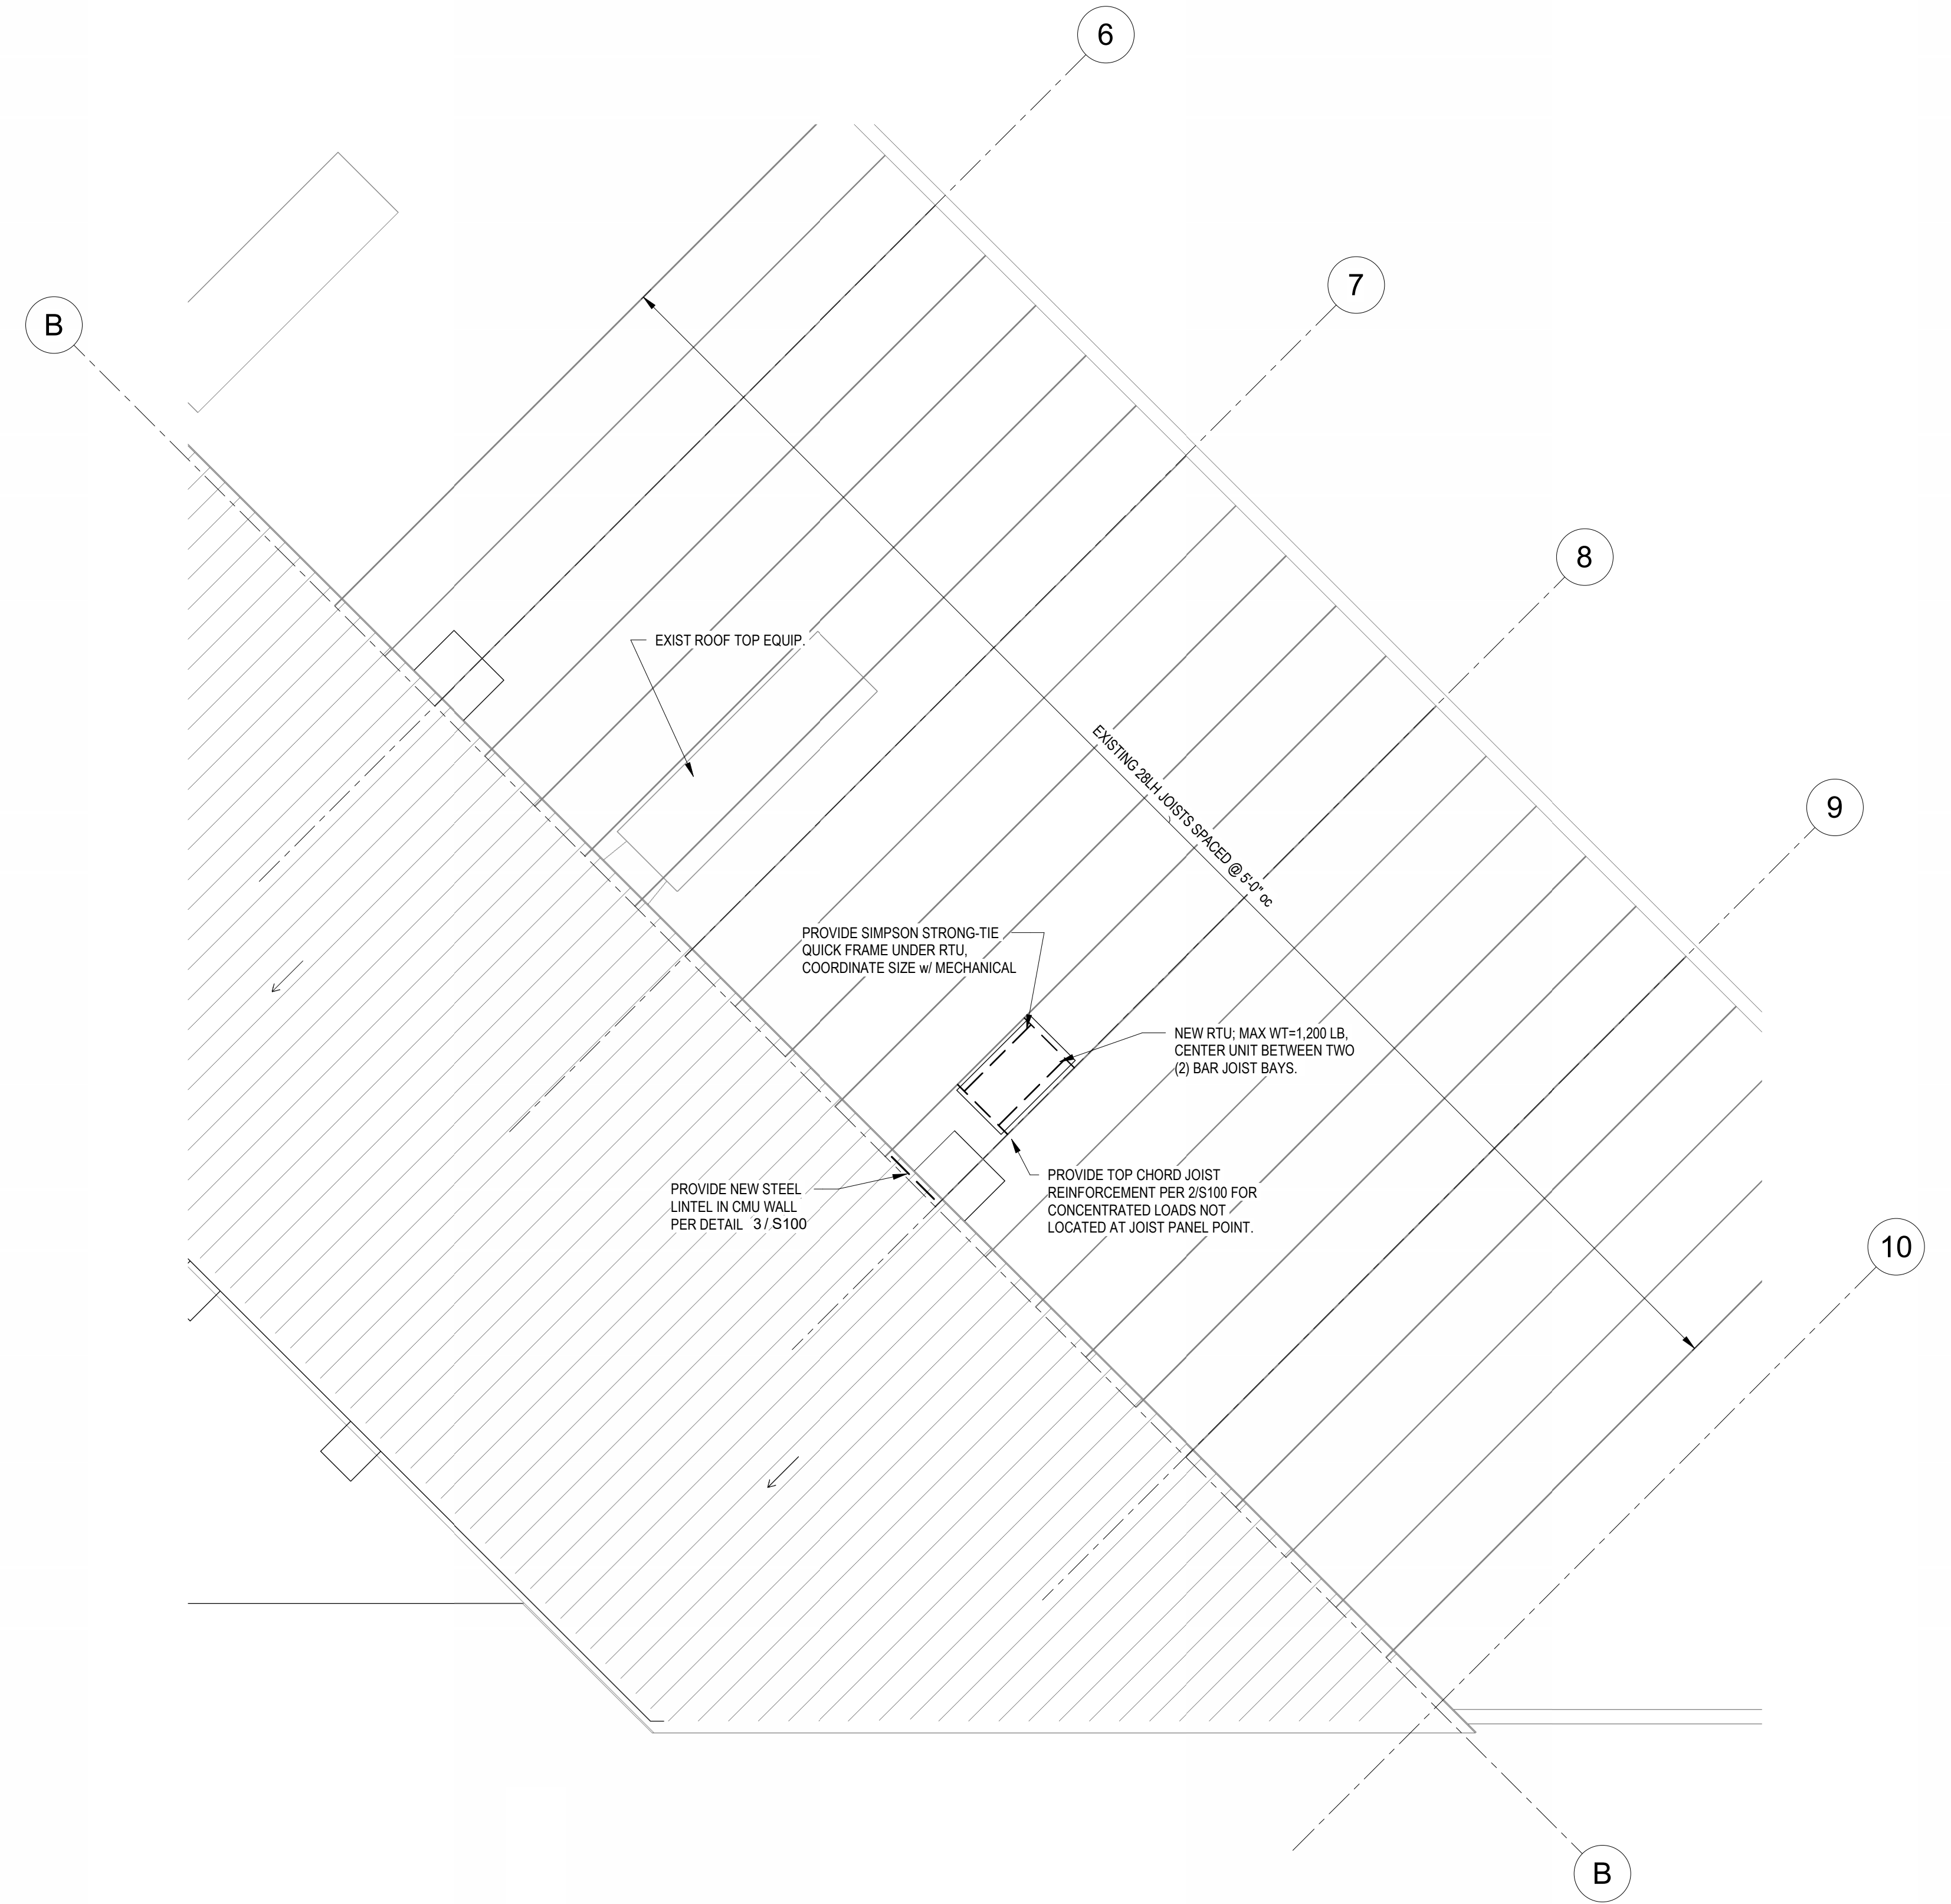 6
7
B
8
EXIST ROOF TOP EQUIP.
9
EXISTING 28LH JOISTS SPACED @ 5'-0" oc
PROVIDE SIMPSON STRONG-TIE
QUICK FRAME UNDER RTU,
COORDINATE SIZE w/ MECHANICAL
NEW RTU; MAX WT=1,200 LB,
CENTER UNIT BETWEEN TWO
(2) BAR JOIST BAYS.
PROVIDE TOP CHORD JOIST
REINFORCEMENT PER 2/S100 FOR
CONCENTRATED LOADS NOT
LOCATED AT JOIST PANEL POINT.
PROVIDE NEW STEEL
LINTEL IN CMU WALL
PER DETAIL 3 / S100
10
B